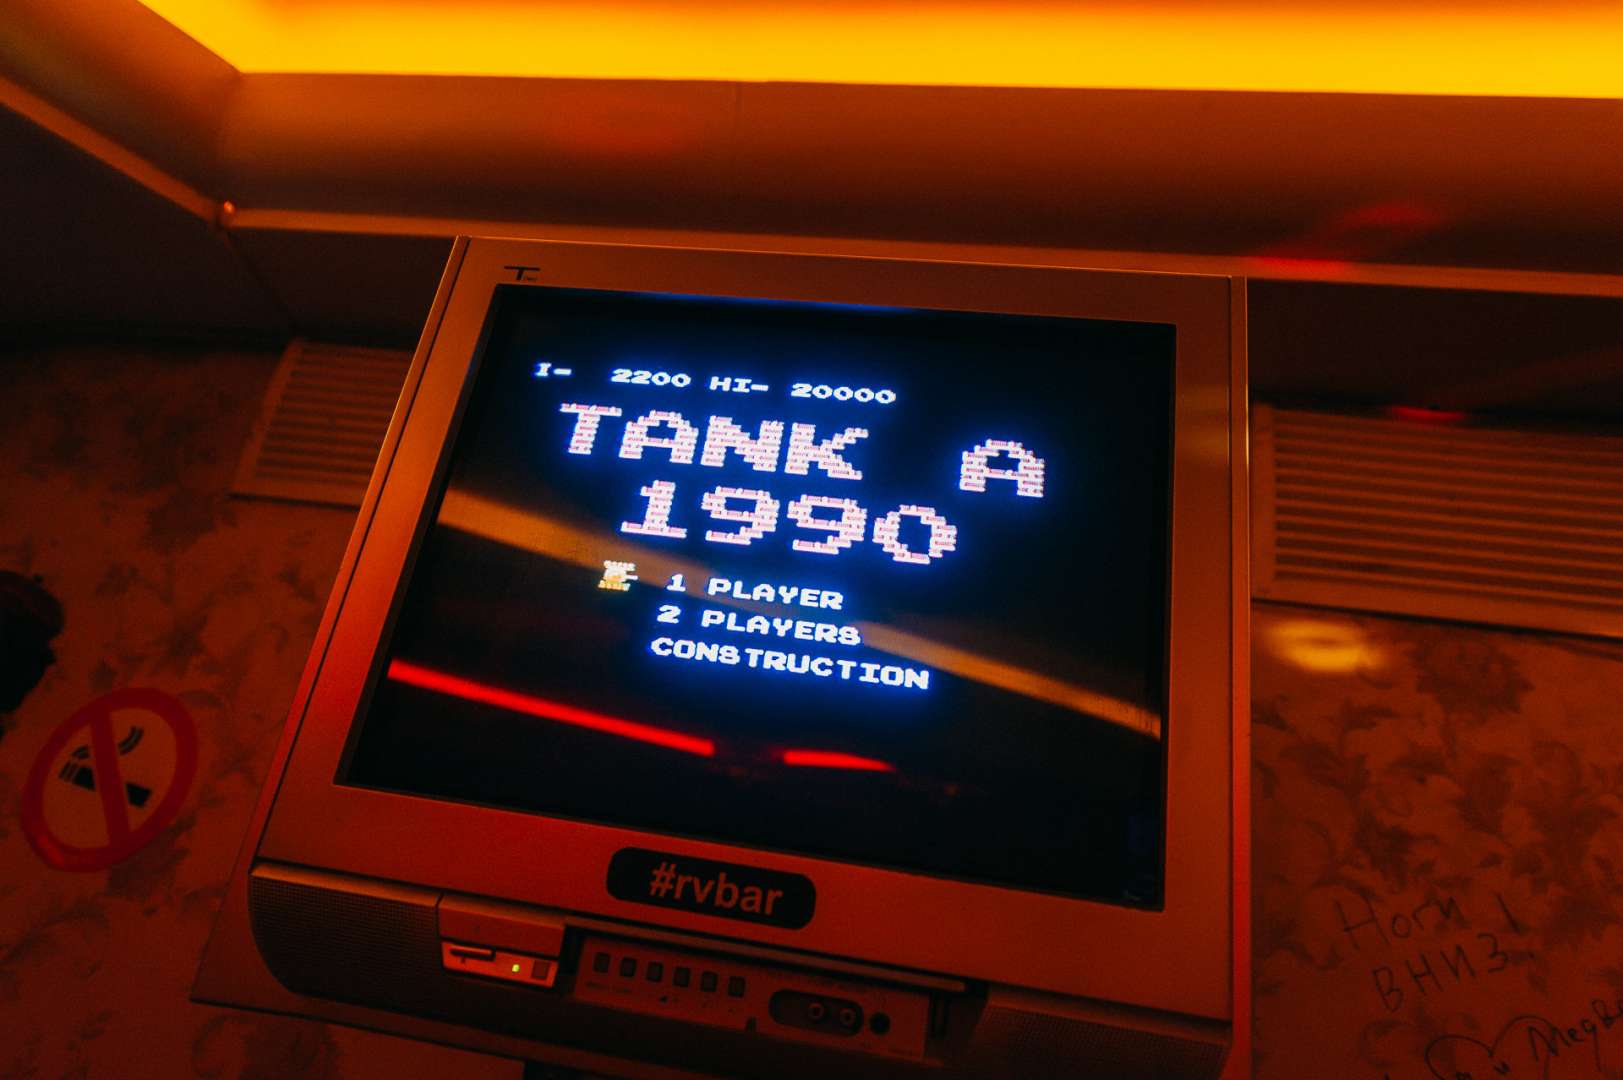 I- 2200 HI- 20000
TANK A
1990
1 PLAYER
2 PLAYERS
CONSTRUCTION
#rvbar
Ноги
вниз!